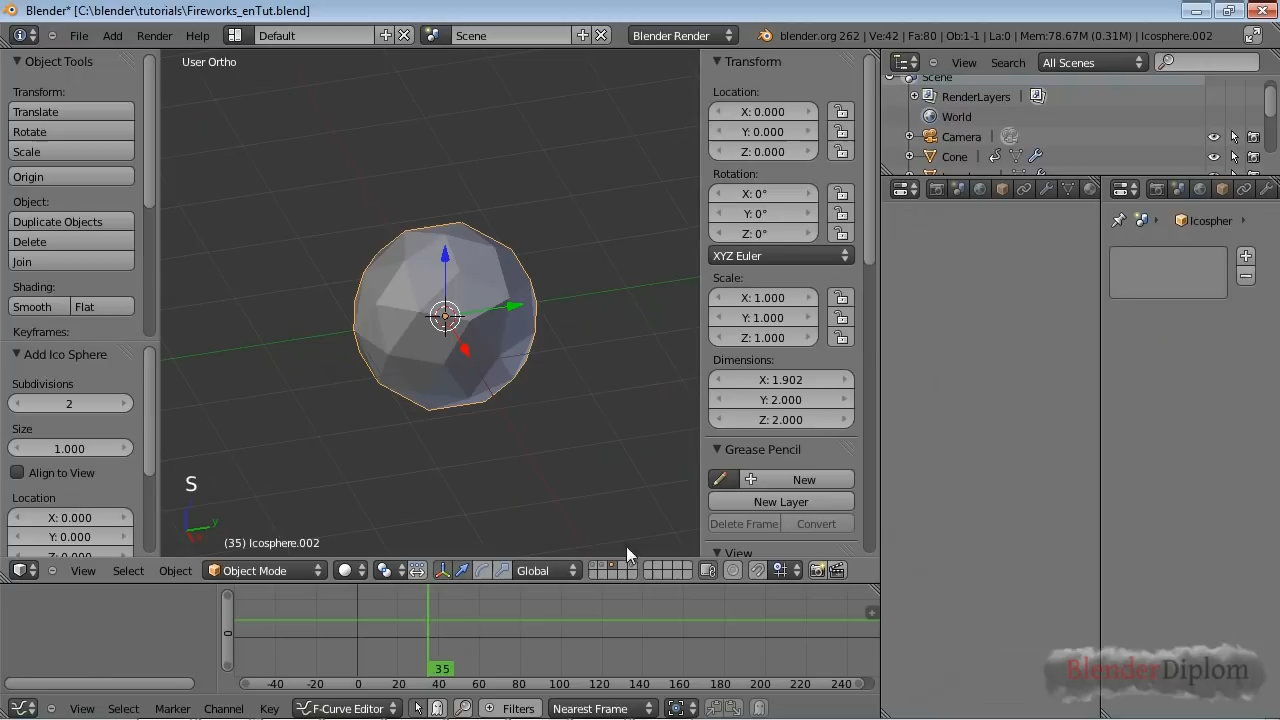 Blender* [C:\blender\tutorials\Fireworks_enTut.blend]
File Add Render Help Default Scene Blender Render blender.org 262 | Ve:42 | Fa:80 | Ob:1-1 | La:0 | Mem:78.67M (0.31M) | Icosphere.002
Object Tools
Transform:
Translate
Rotate
Scale
Origin
Object:
Duplicate Objects
Delete
Join
Shading:
Smooth Flat
Keyframes:
Add Ico Sphere
Subdivisions
2
Size
1.000
Align to View
Location
X: 0.000
Y: 0.000
User Ortho
S
y
(35) Icosphere.002
Transform
Location:
X: 0.000
Y: 0.000
Z: 0.000
Rotation:
X: 0°
Y: 0°
Z: 0°
XYZ Euler
Scale:
X: 1.000
Y: 1.000
Z: 1.000
Dimensions:
X: 1.902
Y: 2.000
Z: 2.000
Grease Pencil
New
New Layer
Delete Frame Convert
View
View Search All Scenes
Scene
RenderLayers
World
Camera
Cone
Icospher
View Select Object Object Mode Global
0
35
-40 -20 0 20 40 60 80 100 120 140 160 180 200 220 240
View Select Marker Channel Key F-Curve Editor Filters Nearest Frame
BlenderDiplom